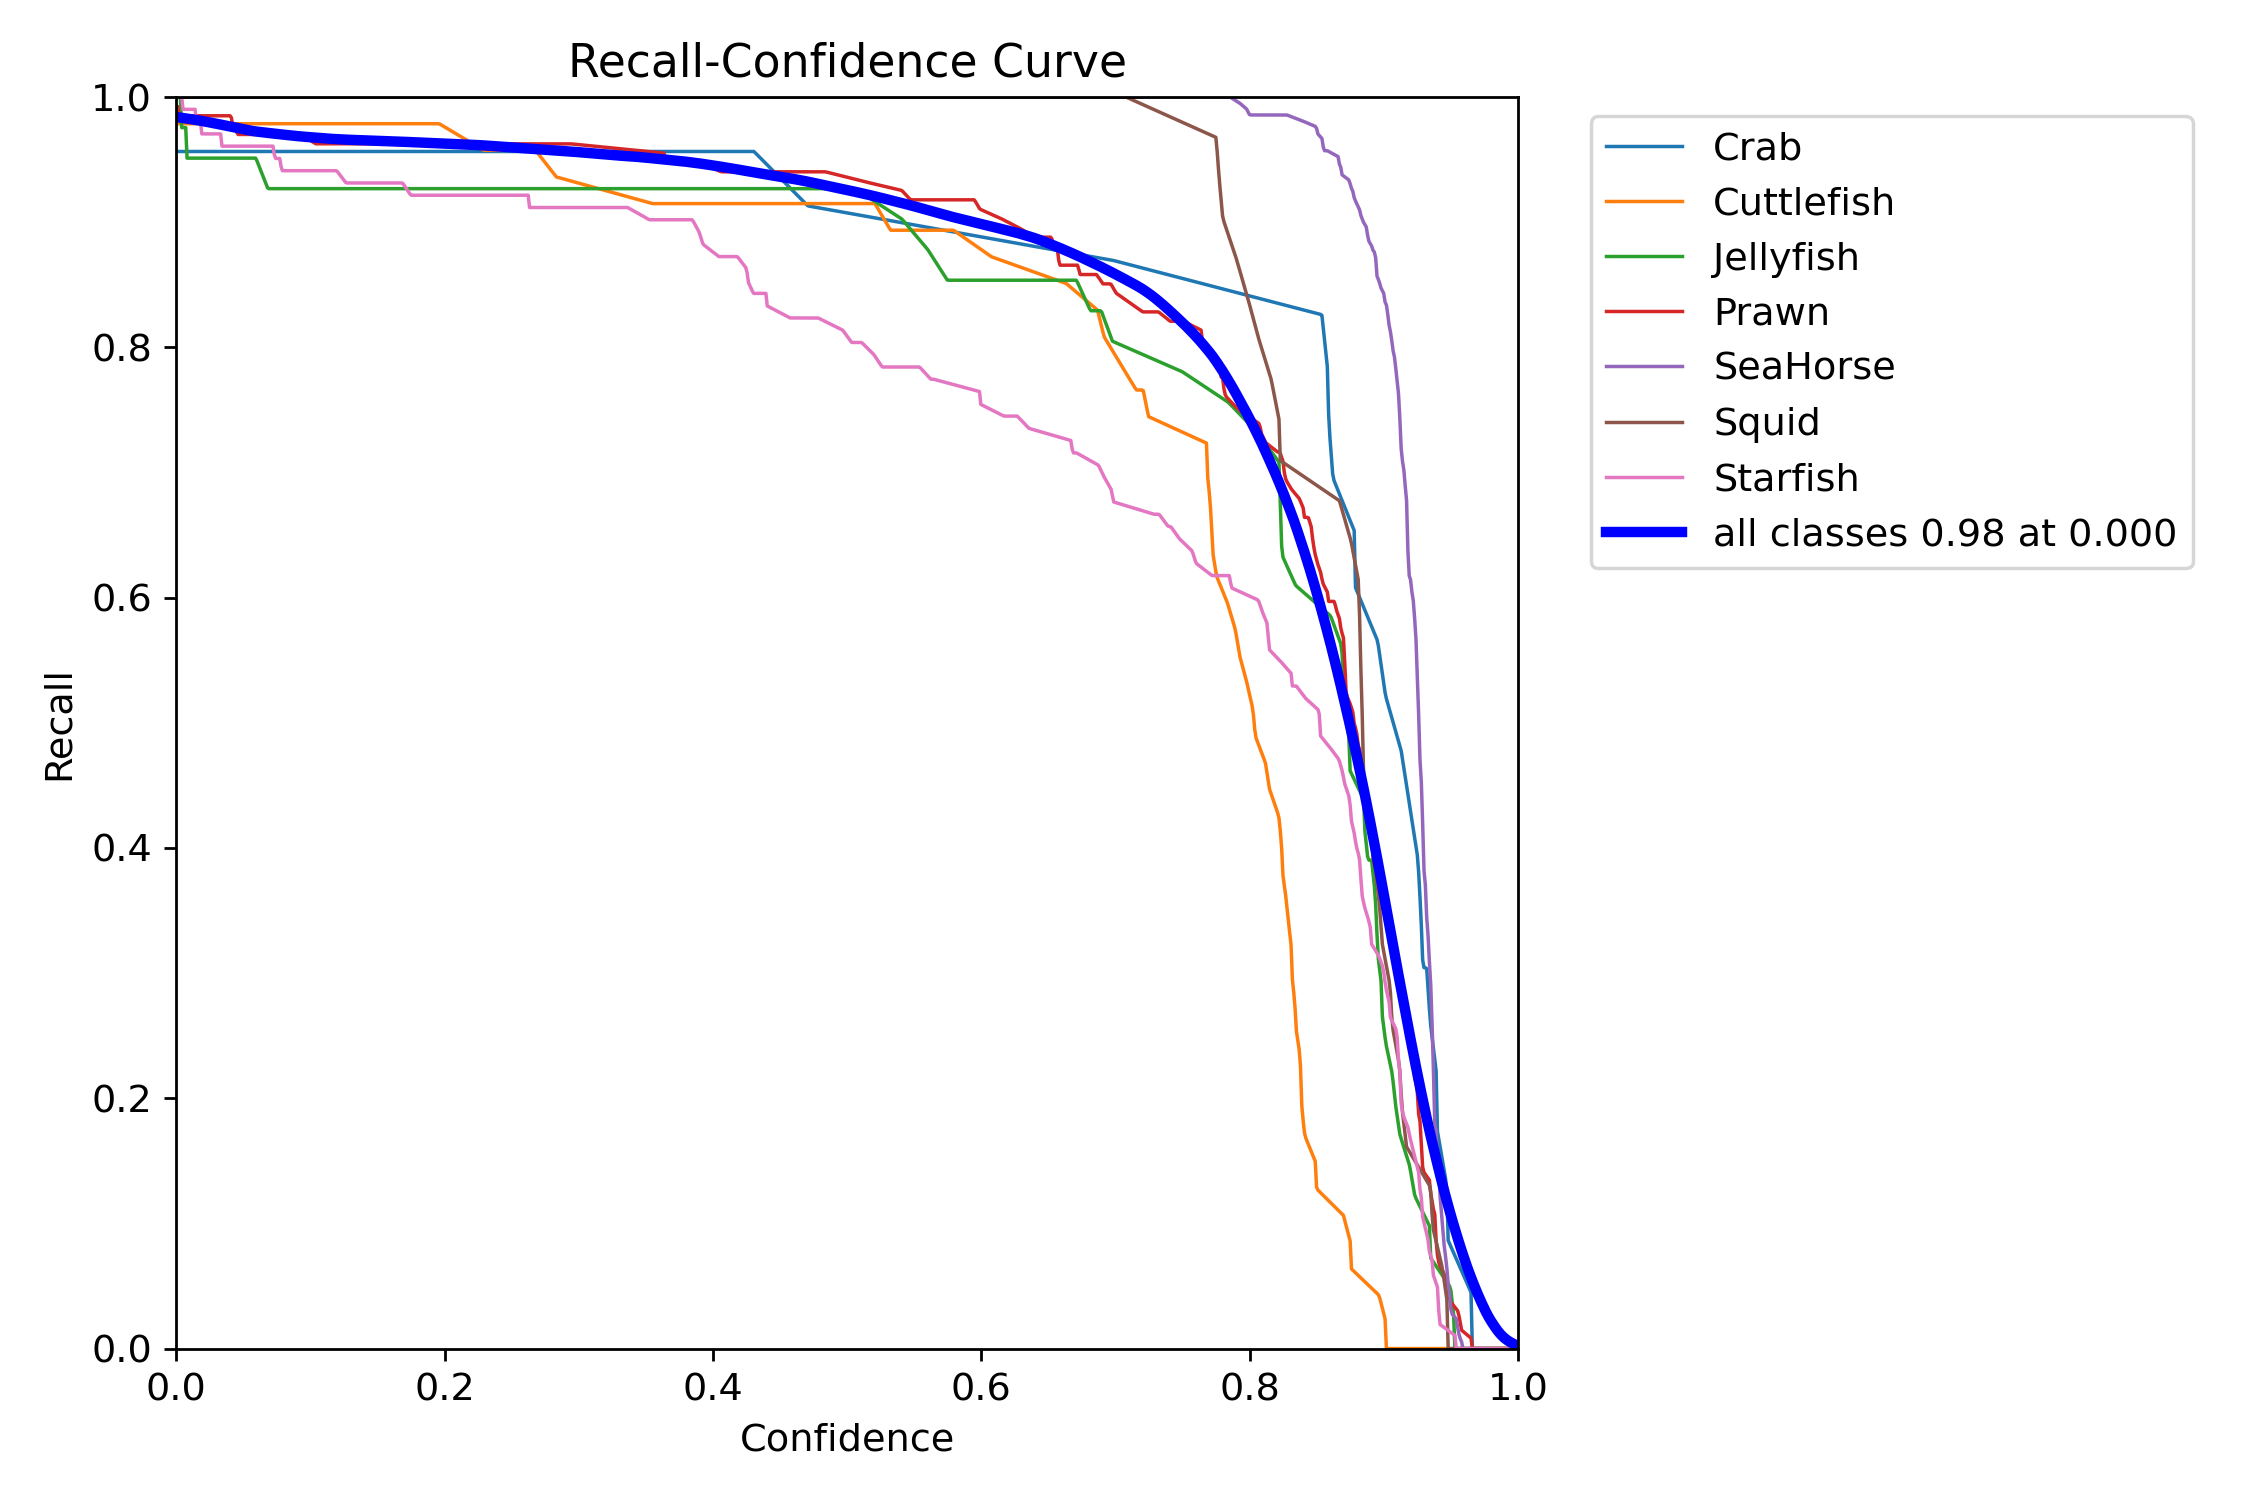 Recall-Confidence Curve
1.0
0.8
0.6
0.4
0.2
0.0
Recall
0.0 0.2 0.4 0.6 0.8 1.0
Confidence
Crab
Cuttlefish
Jellyfish
Prawn
SeaHorse
Squid
Starfish
all classes 0.98 at 0.000